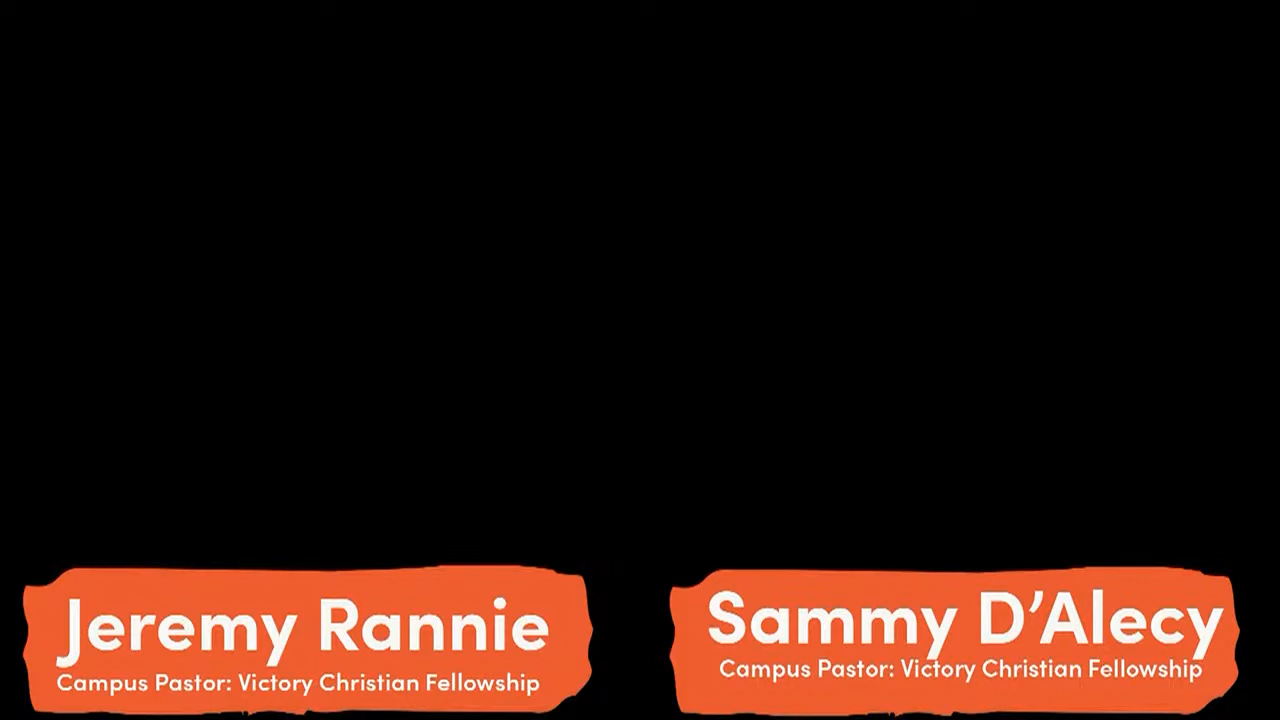 Jeremy Rannie
Campus Pastor: Victory Christian Fellowship
Sammy D’Alecy
Campus Pastor: Victory Christian Fellowship